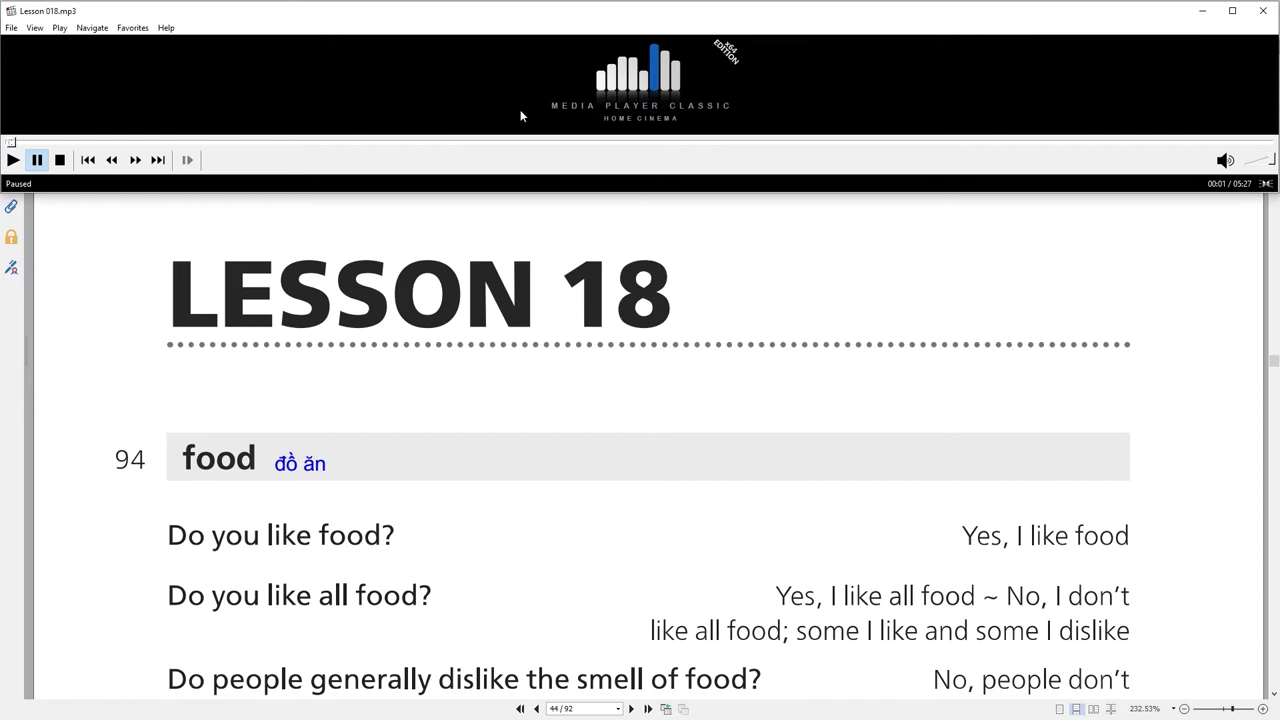 Lesson 018.mp3
File View Play Navigate Favorites Help
x64 EDITION
MEDIA PLAYER CLASSIC
HOME CINEMA
Paused
00:01 / 05:27
LESSON 18
94 food đồ ăn
Do you like food? Yes, I like food
Do you like all food? Yes, I like all food ~ No, I don't
like all food; some I like and some I dislike
Do people generally dislike the smell of food? No, people don't
44 / 92
232.53%